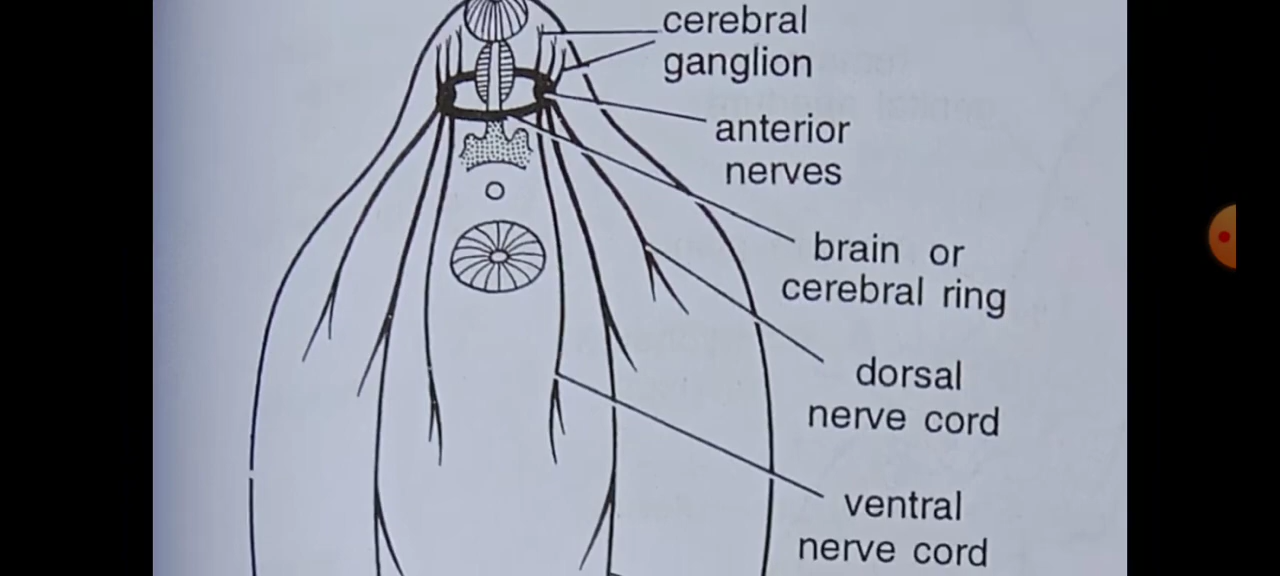 cerebral
ganglion
anterior
nerves
brain or
cerebral ring
dorsal
nerve cord
ventral
nerve cord